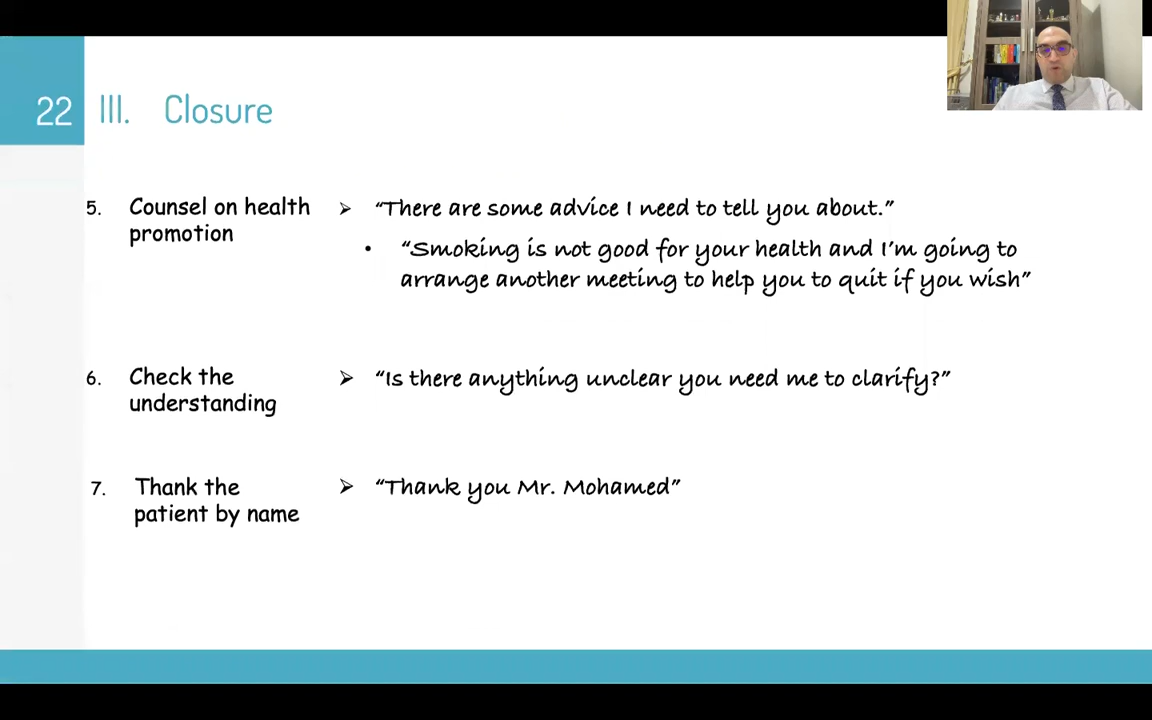 22 III. Closure
5. Counsel on health
promotion
➢ “There are some advice I need to tell you about.”
• “Smoking is not good for your health and I’m going to
arrange another meeting to help you to quit if you wish”
6. Check the
understanding
➢ “Is there anything unclear you need me to clarify?”
7. Thank the
patient by name
➢ “Thank you Mr. Mohamed”